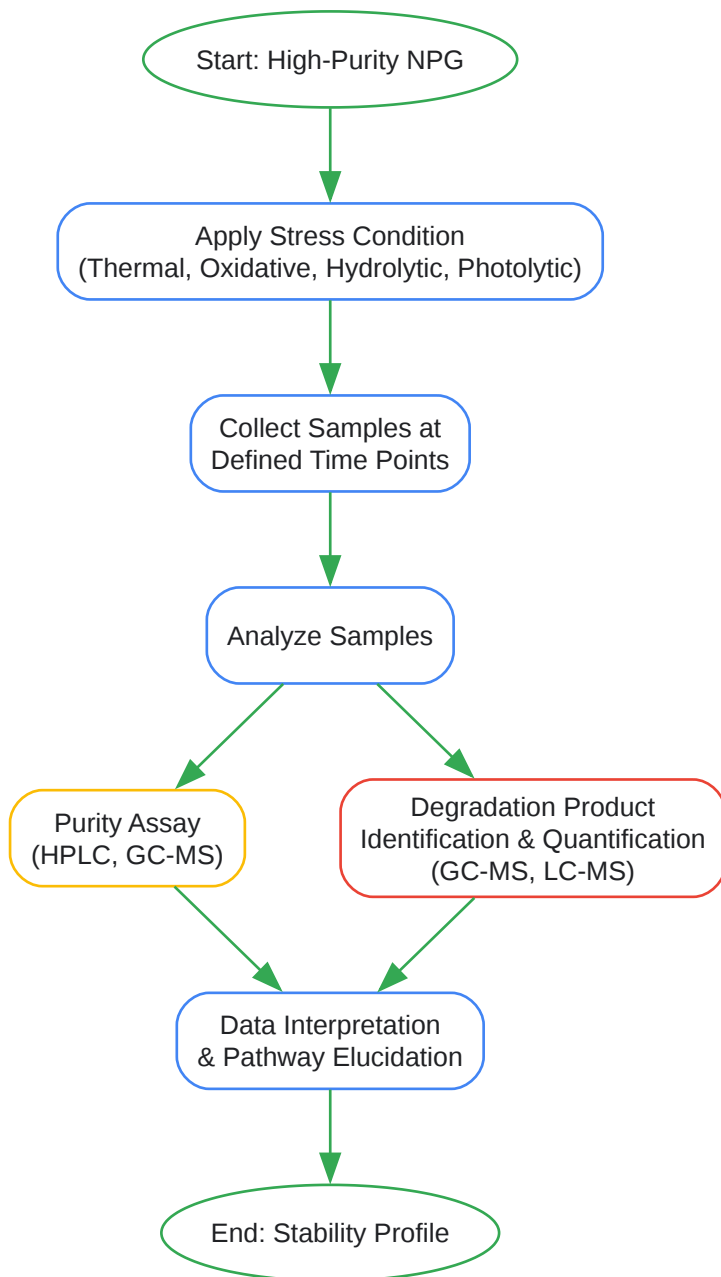 Start: High-Purity NPG
Apply Stress Condition
(Thermal, Oxidative, Hydrolytic, Photolytic)
Collect Samples at
Defined Time Points
Analyze Samples
Purity Assay
(HPLC, GC-MS)
Degradation Product
Identification & Quantification
(GC-MS, LC-MS)
Data Interpretation
& Pathway Elucidation
End: Stability Profile